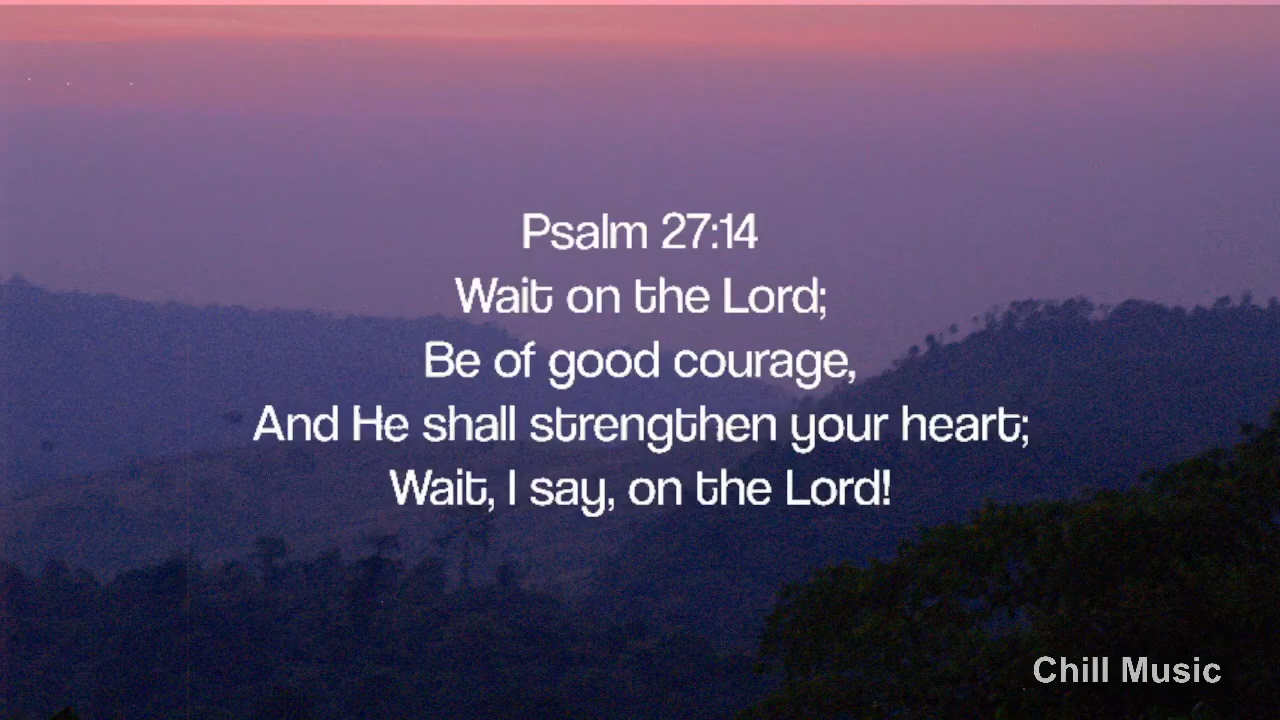 Psalm 27:14
Wait on the Lord;
Be of good courage,
And He shall strengthen your heart;
Wait, I say, on the Lord!
Chill Music